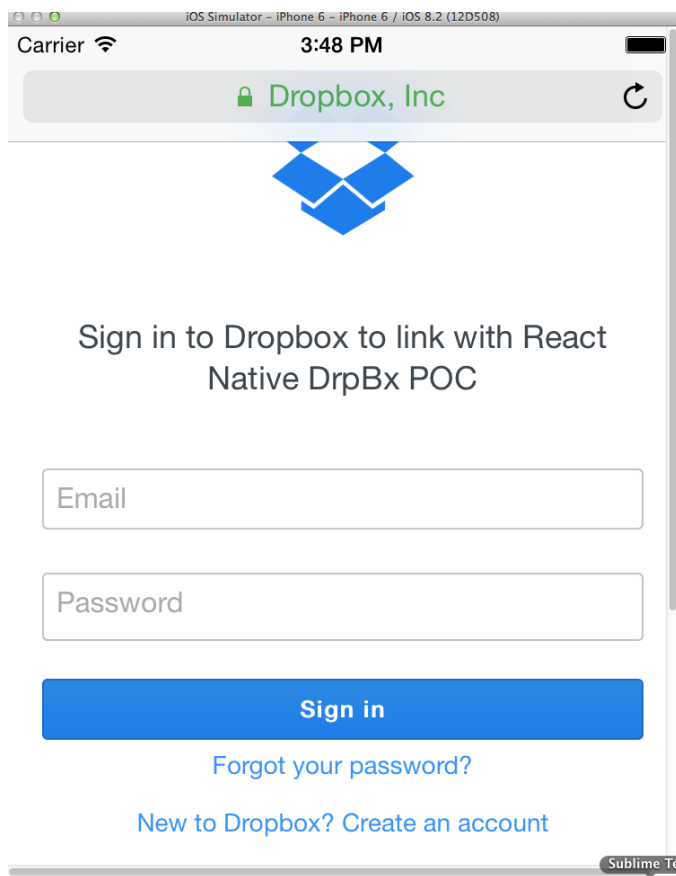 iOS Simulator - iPhone 6 - iPhone 6 / iOS 8.2 (12D508)
Carrier 3:48 PM
Dropbox, Inc
Sign in to Dropbox to link with React
Native DrpBx POC
Email
Password
Sign in
Forgot your password?
New to Dropbox? Create an account
Sublime Te